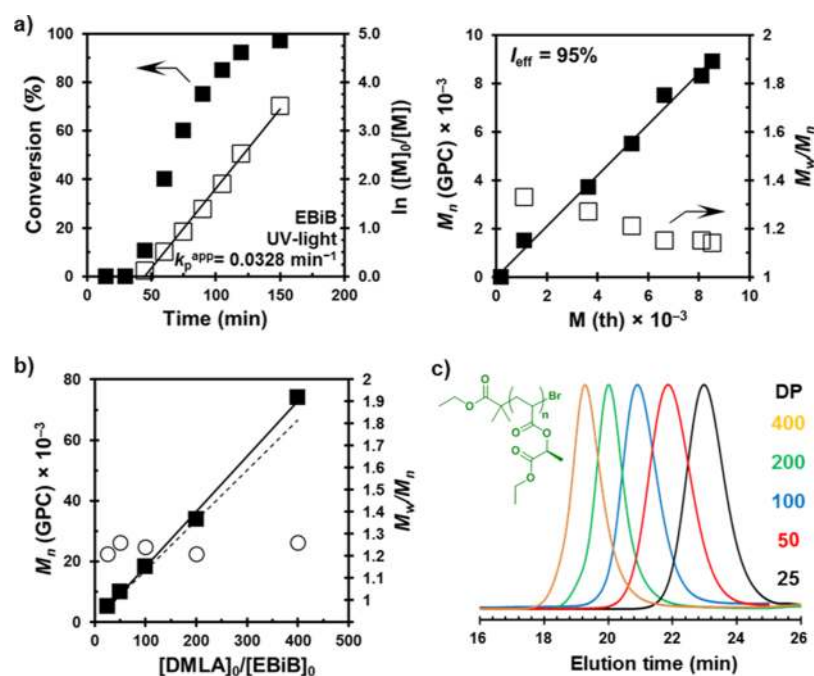 a)
Conversion (%)
100
80
60
40
20
0
0
50
100
150
200
Time (min)
5.0
4.0
3.0
2.0
1.0
0.0
ln ([M]0/[M])
EBiB
UV-light
kpapp= 0.0328 min−1
Ieff = 95%
Mn (GPC) × 10−3
10
8
6
4
2
0
0
2
4
6
8
10
M (th) × 10−3
2
1.8
1.6
1.4
1.2
1
Mw/Mn
b)
Mn (GPC) × 10−3
80
60
40
20
0
0
100
200
300
400
500
[DMLA]0/[EBiB]0
2
1.9
1.8
1.7
1.6
1.5
1.4
1.3
1.2
1.1
1
Mw/Mn
c)
O
O
n
Br
O
O
O
O
DP
400
200
100
50
25
16
18
20
22
24
26
Elution time (min)